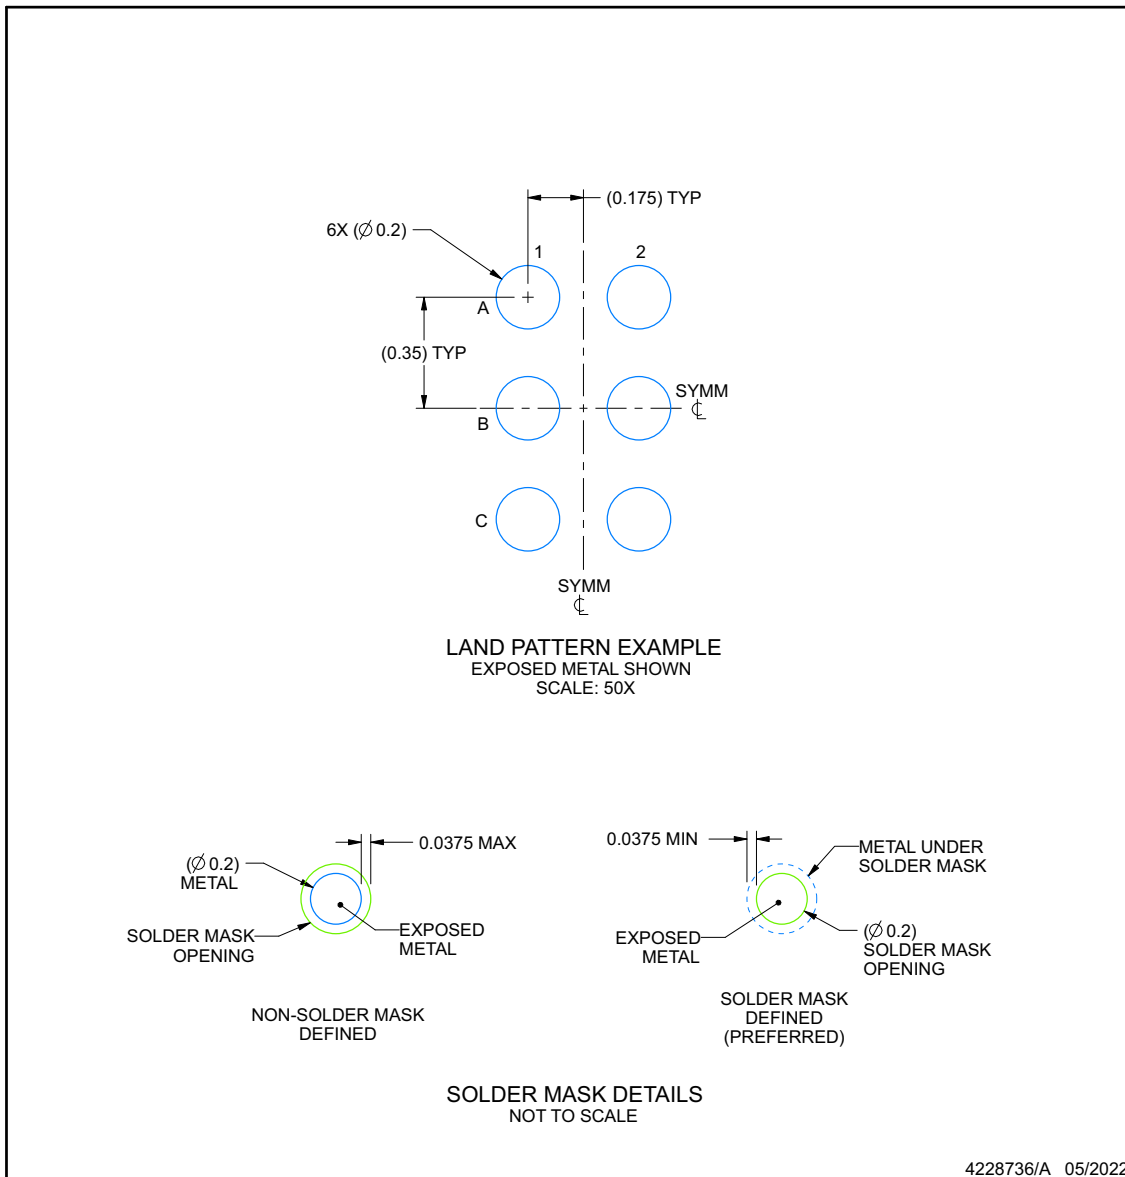 (0.175) TYP
6X (∅ 0.2)
1
2
A
(0.35) TYP
SYMM
℄
B
C
SYMM
℄
LAND PATTERN EXAMPLE
EXPOSED METAL SHOWN
SCALE: 50X
0.0375 MAX
(∅ 0.2)
METAL
SOLDER MASK
OPENING
EXPOSED
METAL
NON-SOLDER MASK
DEFINED
0.0375 MIN
METAL UNDER
SOLDER MASK
EXPOSED
METAL
(∅ 0.2)
SOLDER MASK
OPENING
SOLDER MASK
DEFINED
(PREFERRED)
SOLDER MASK DETAILS
NOT TO SCALE
4228736/A 05/2022